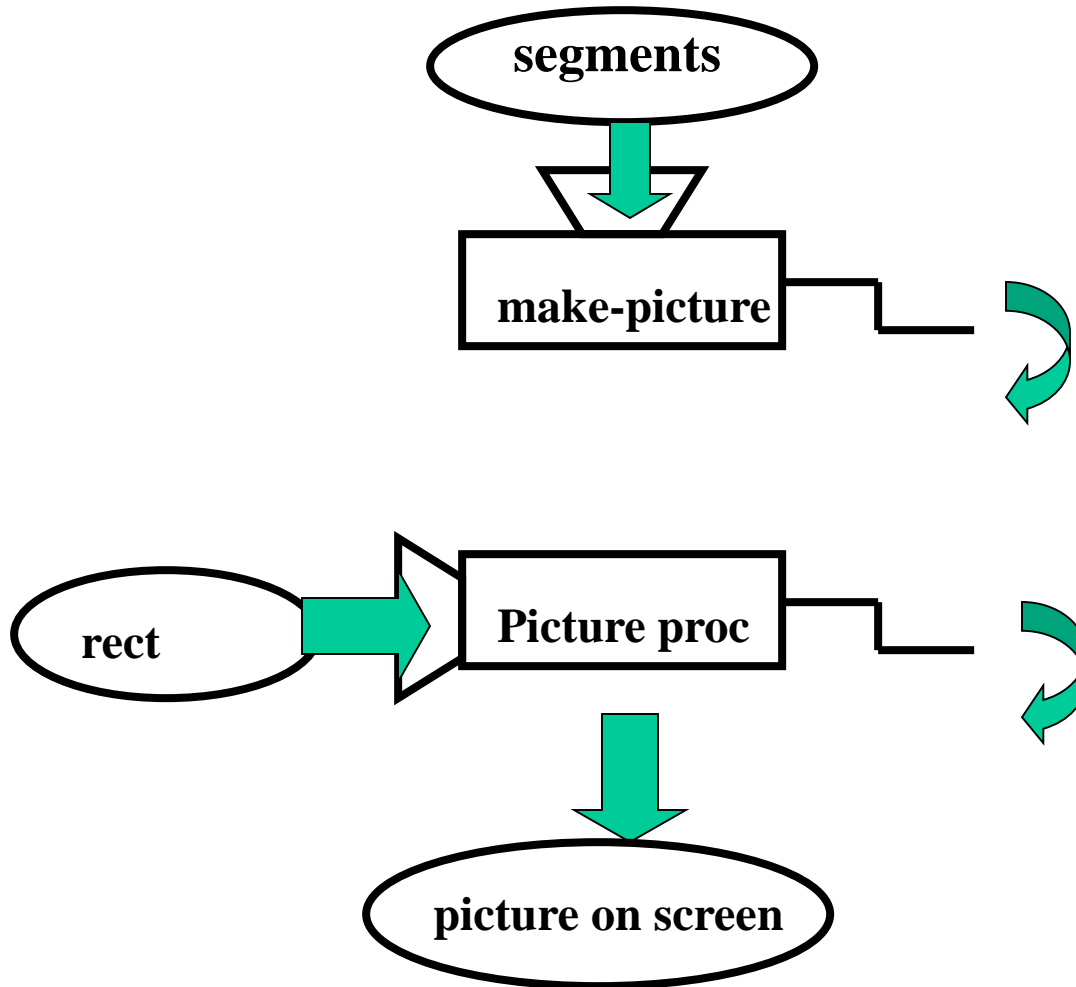 segments
make-picture
rect
Picture proc
picture on screen